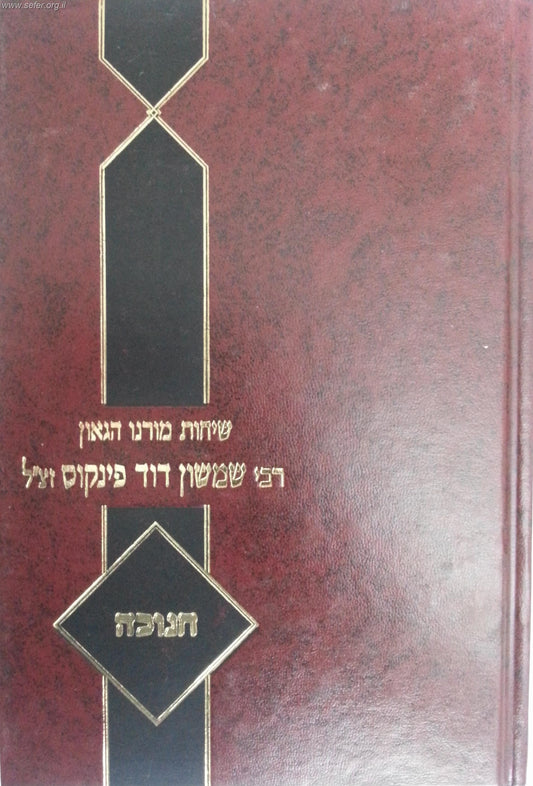 www.sefer.org.il
שיחות מורנו הגאון
רבי שמשון דוד פינקוס זצ"ל
חנוכה